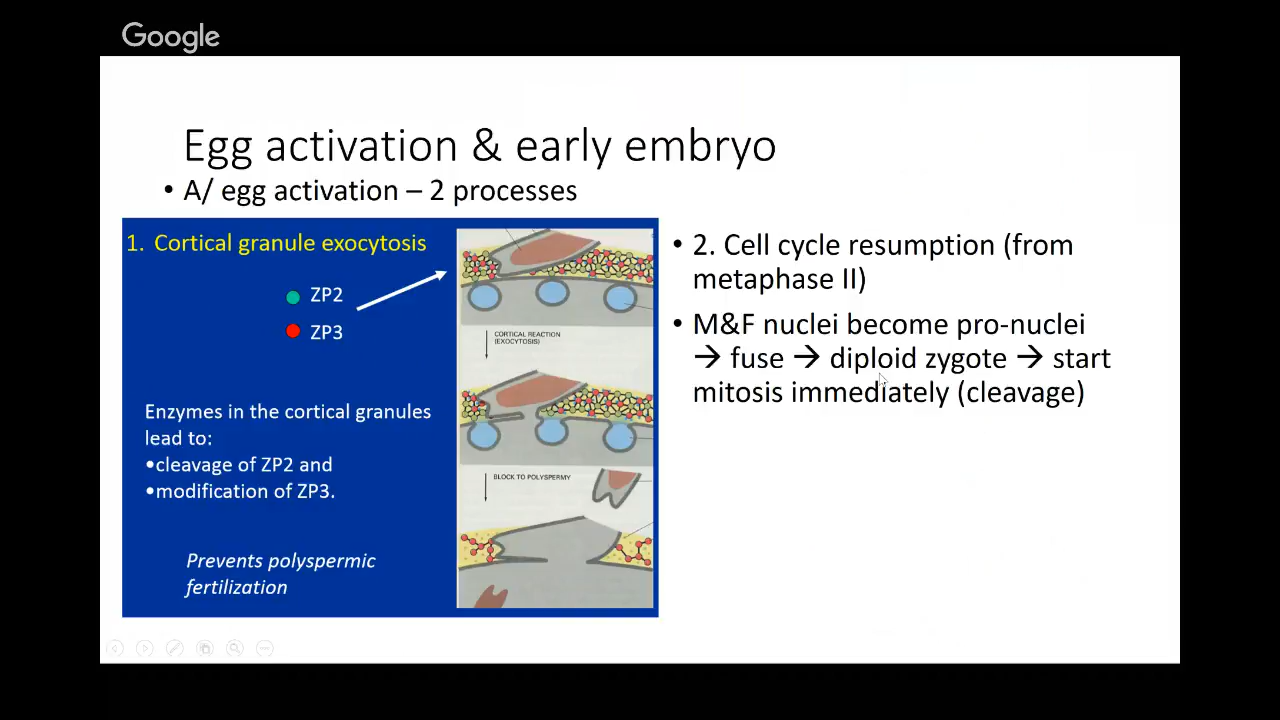 Google
Egg activation & early embryo
• A/ egg activation – 2 processes
1. Cortical granule exocytosis
ZP2
ZP3
CORTICAL REACTION
(EXOCYTOSIS)
Enzymes in the cortical granules
lead to:
•cleavage of ZP2 and
•modification of ZP3.
BLOCK TO POLYSPERMY
Prevents polyspermic
fertilization
• 2. Cell cycle resumption (from
metaphase II)
• M&F nuclei become pro-nuclei
→ fuse → diploid zygote → start
mitosis immediately (cleavage)